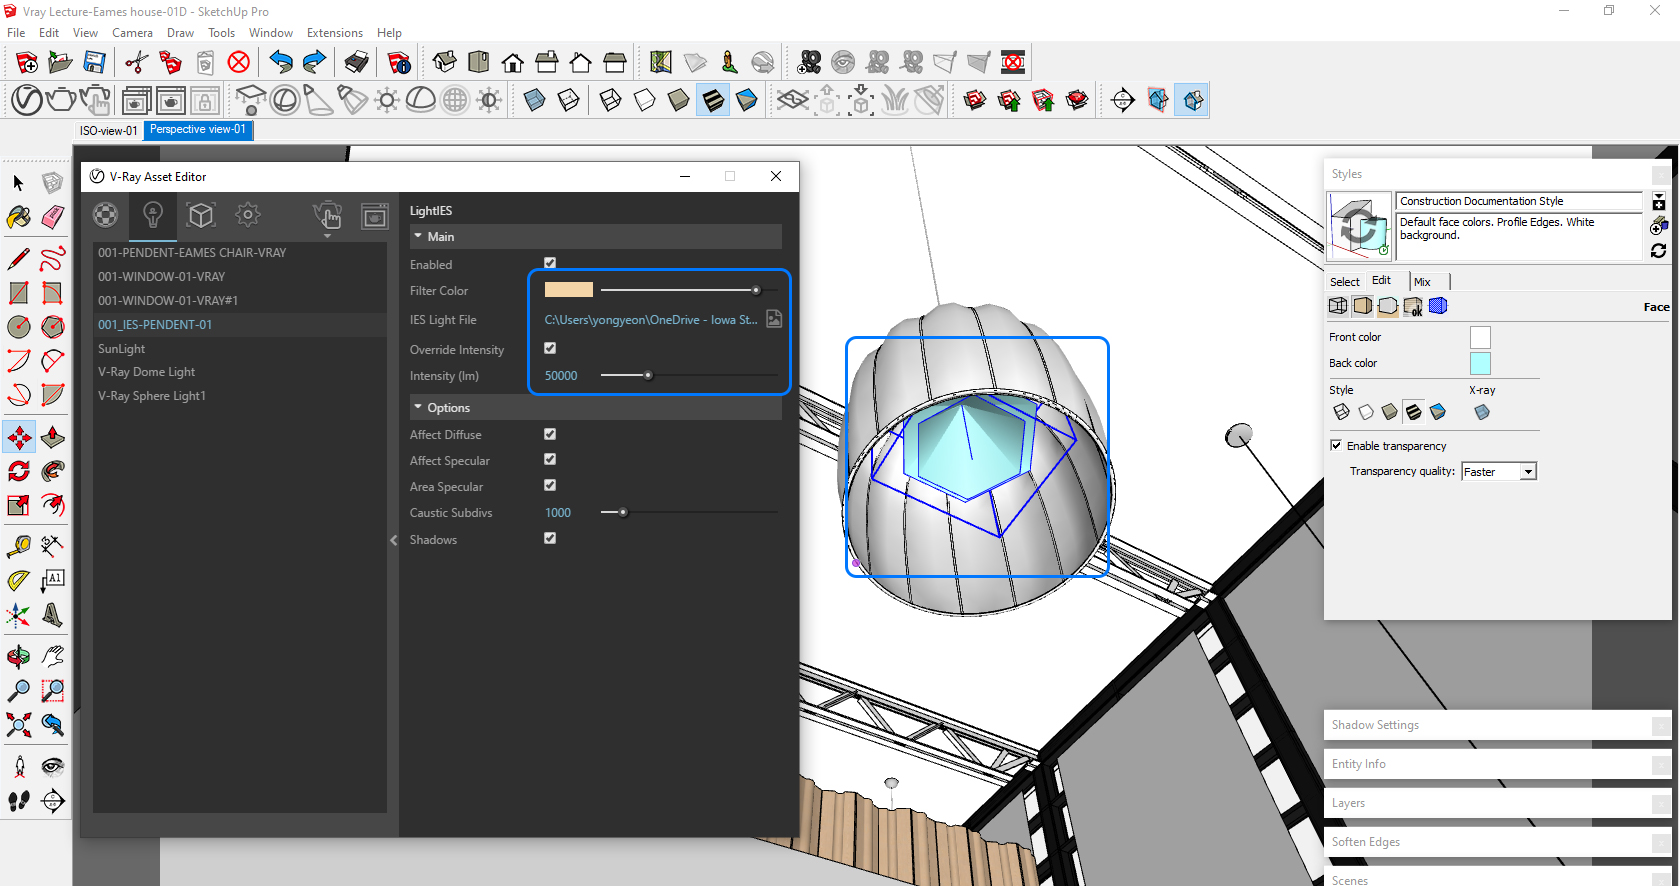 Vray Lecture-Eames house-01D - SketchUp Pro
File Edit View Camera Draw Tools Window Extensions Help
ISO-view-01 Perspective view-01
V-Ray Asset Editor
001-PENDENT-EAMES CHAIR-VRAY
001-WINDOW-01-VRAY
001-WINDOW-01-VRAY#1
001_IES-PENDENT-01
SunLight
V-Ray Dome Light
V-Ray Sphere Light1
LightIES
Main
Enabled
Filter Color
IES Light File C:\Users\yongyeon\OneDrive - Iowa St...
Override Intensity
Intensity (lm) 50000
Options
Affect Diffuse
Affect Specular
Area Specular
Caustic Subdivs 1000
Shadows
A1
Styles
Construction Documentation Style
Default face colors. Profile Edges. White
background.
Select Edit Mix
Face
Front color
Back color
Style X-ray
Enable transparency
Transparency quality: Faster
Shadow Settings
Entity Info
Layers
Soften Edges
Scenes